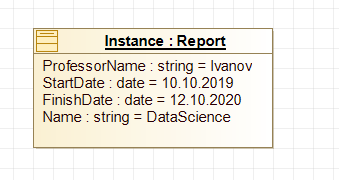 Instance : Report
ProfessorName : string = Ivanov
StartDate : date = 10.10.2019
FinishDate : date = 12.10.2020
Name : string = DataScience